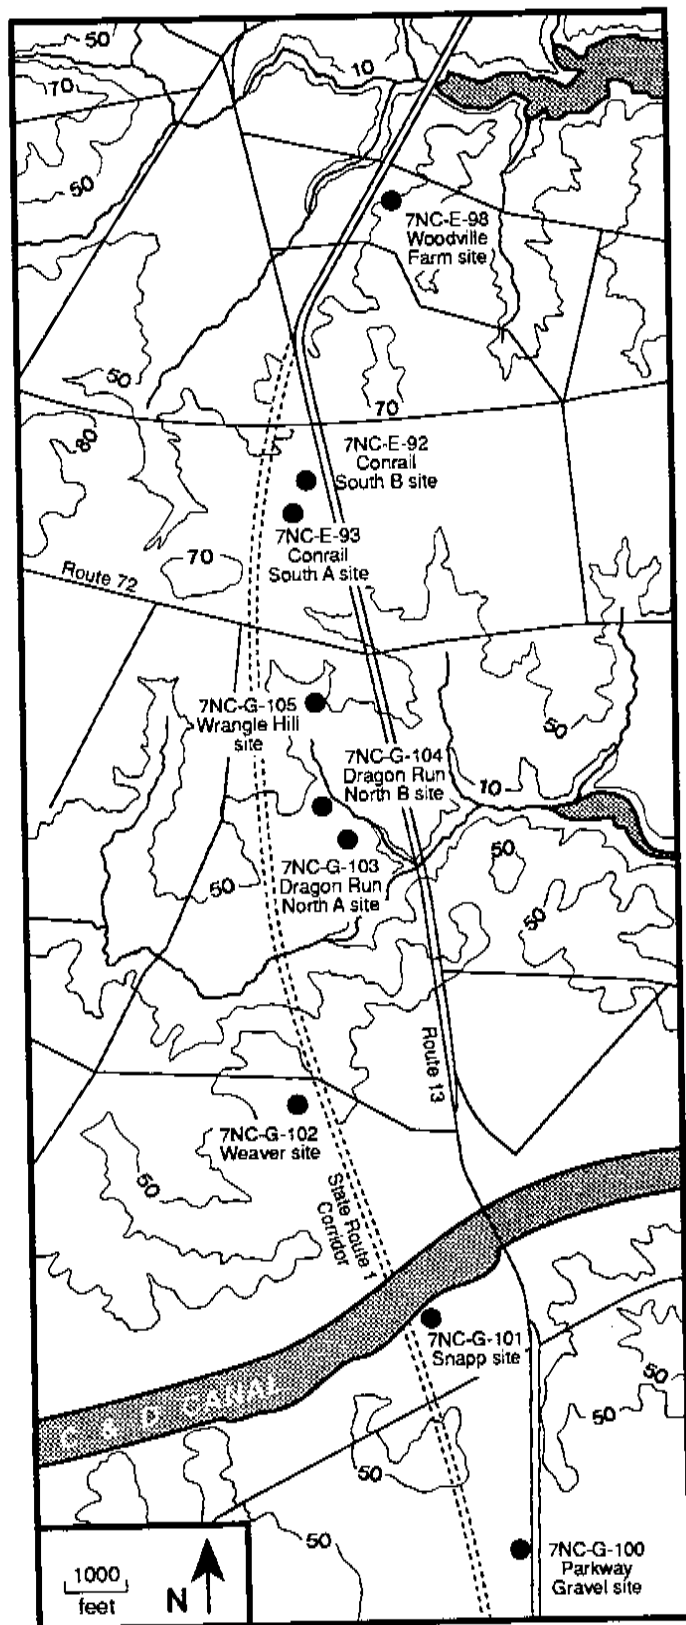 50
10
70
50
7NC-E-98
Woodville
Farm site
50
70
80
7NC-E-92
Conrail
South B site
7NC-E-93
Conrail
South A site
70
Route 72
7NC-G-105
Wrangle Hill
site
50
7NC-G-104
Dragon Run
North B site
10
50
7NC-G-103
Dragon Run
North A site
50
50
Route 13
7NC-G-102
Weaver site
50
State Route 1
Corridor
7NC-G-101
Snapp site
50
C & D CANAL
50
50
50
7NC-G-100
Parkway
Gravel site
1000
feet
N